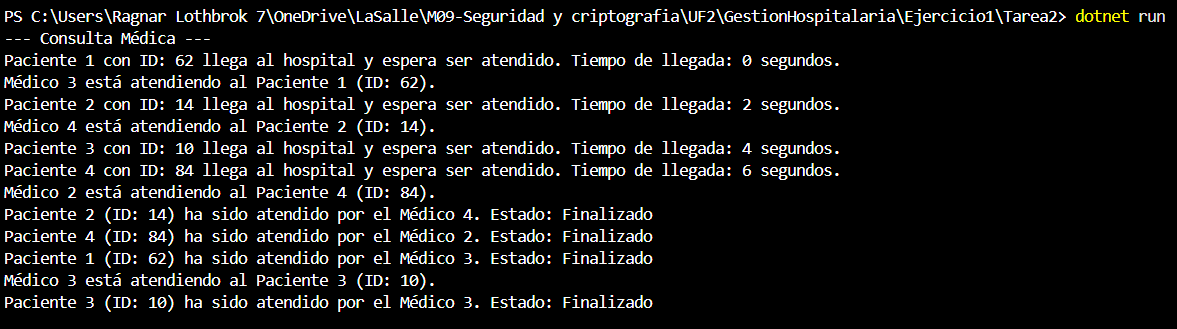 PS C:\Users\Ragnar Lothbrok 7\OneDrive\LaSalle\M09-Seguridad y criptografia\UF2\GestionHospitalaria\Ejercicio1\Tarea2> dotnet run
--- Consulta Médica ---
Paciente 1 con ID: 62 llega al hospital y espera ser atendido. Tiempo de llegada: 0 segundos.
Médico 3 está atendiendo al Paciente 1 (ID: 62).
Paciente 2 con ID: 14 llega al hospital y espera ser atendido. Tiempo de llegada: 2 segundos.
Médico 4 está atendiendo al Paciente 2 (ID: 14).
Paciente 3 con ID: 10 llega al hospital y espera ser atendido. Tiempo de llegada: 4 segundos.
Paciente 4 con ID: 84 llega al hospital y espera ser atendido. Tiempo de llegada: 6 segundos.
Médico 2 está atendiendo al Paciente 4 (ID: 84).
Paciente 2 (ID: 14) ha sido atendido por el Médico 4. Estado: Finalizado
Paciente 4 (ID: 84) ha sido atendido por el Médico 2. Estado: Finalizado
Paciente 1 (ID: 62) ha sido atendido por el Médico 3. Estado: Finalizado
Médico 3 está atendiendo al Paciente 3 (ID: 10).
Paciente 3 (ID: 10) ha sido atendido por el Médico 3. Estado: Finalizado